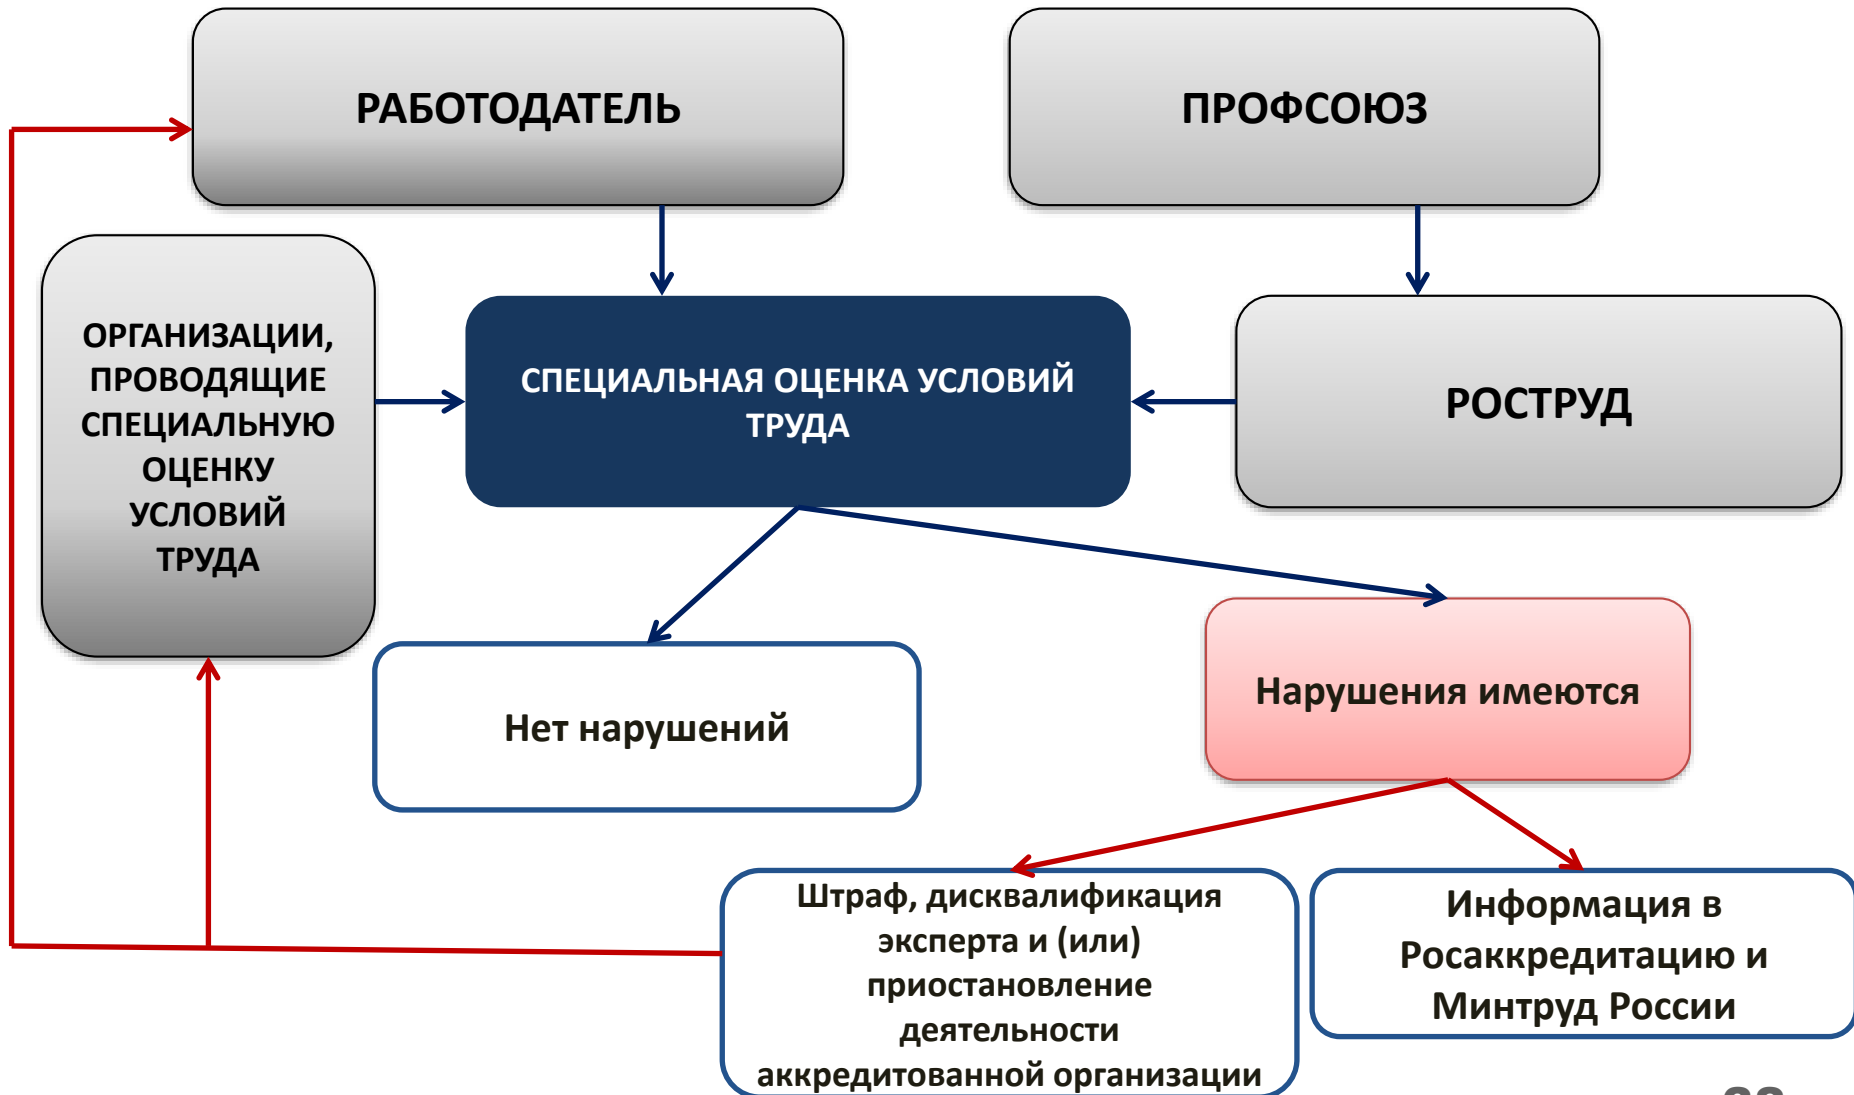 РАБОТОДАТЕЛЬ
ПРОФСОЮЗ
ОРГАНИЗАЦИИ,
ПРОВОДЯЩИЕ
СПЕЦИАЛЬНУЮ
ОЦЕНКУ
УСЛОВИЙ
ТРУДА
СПЕЦИАЛЬНАЯ ОЦЕНКА УСЛОВИЙ
ТРУДА
РОСТРУД
Нет нарушений
Нарушения имеются
Штраф, дисквалификация
эксперта и (или)
приостановление
деятельности
аккредитованной организации
Информация в
Росаккредитацию и
Минтруд России